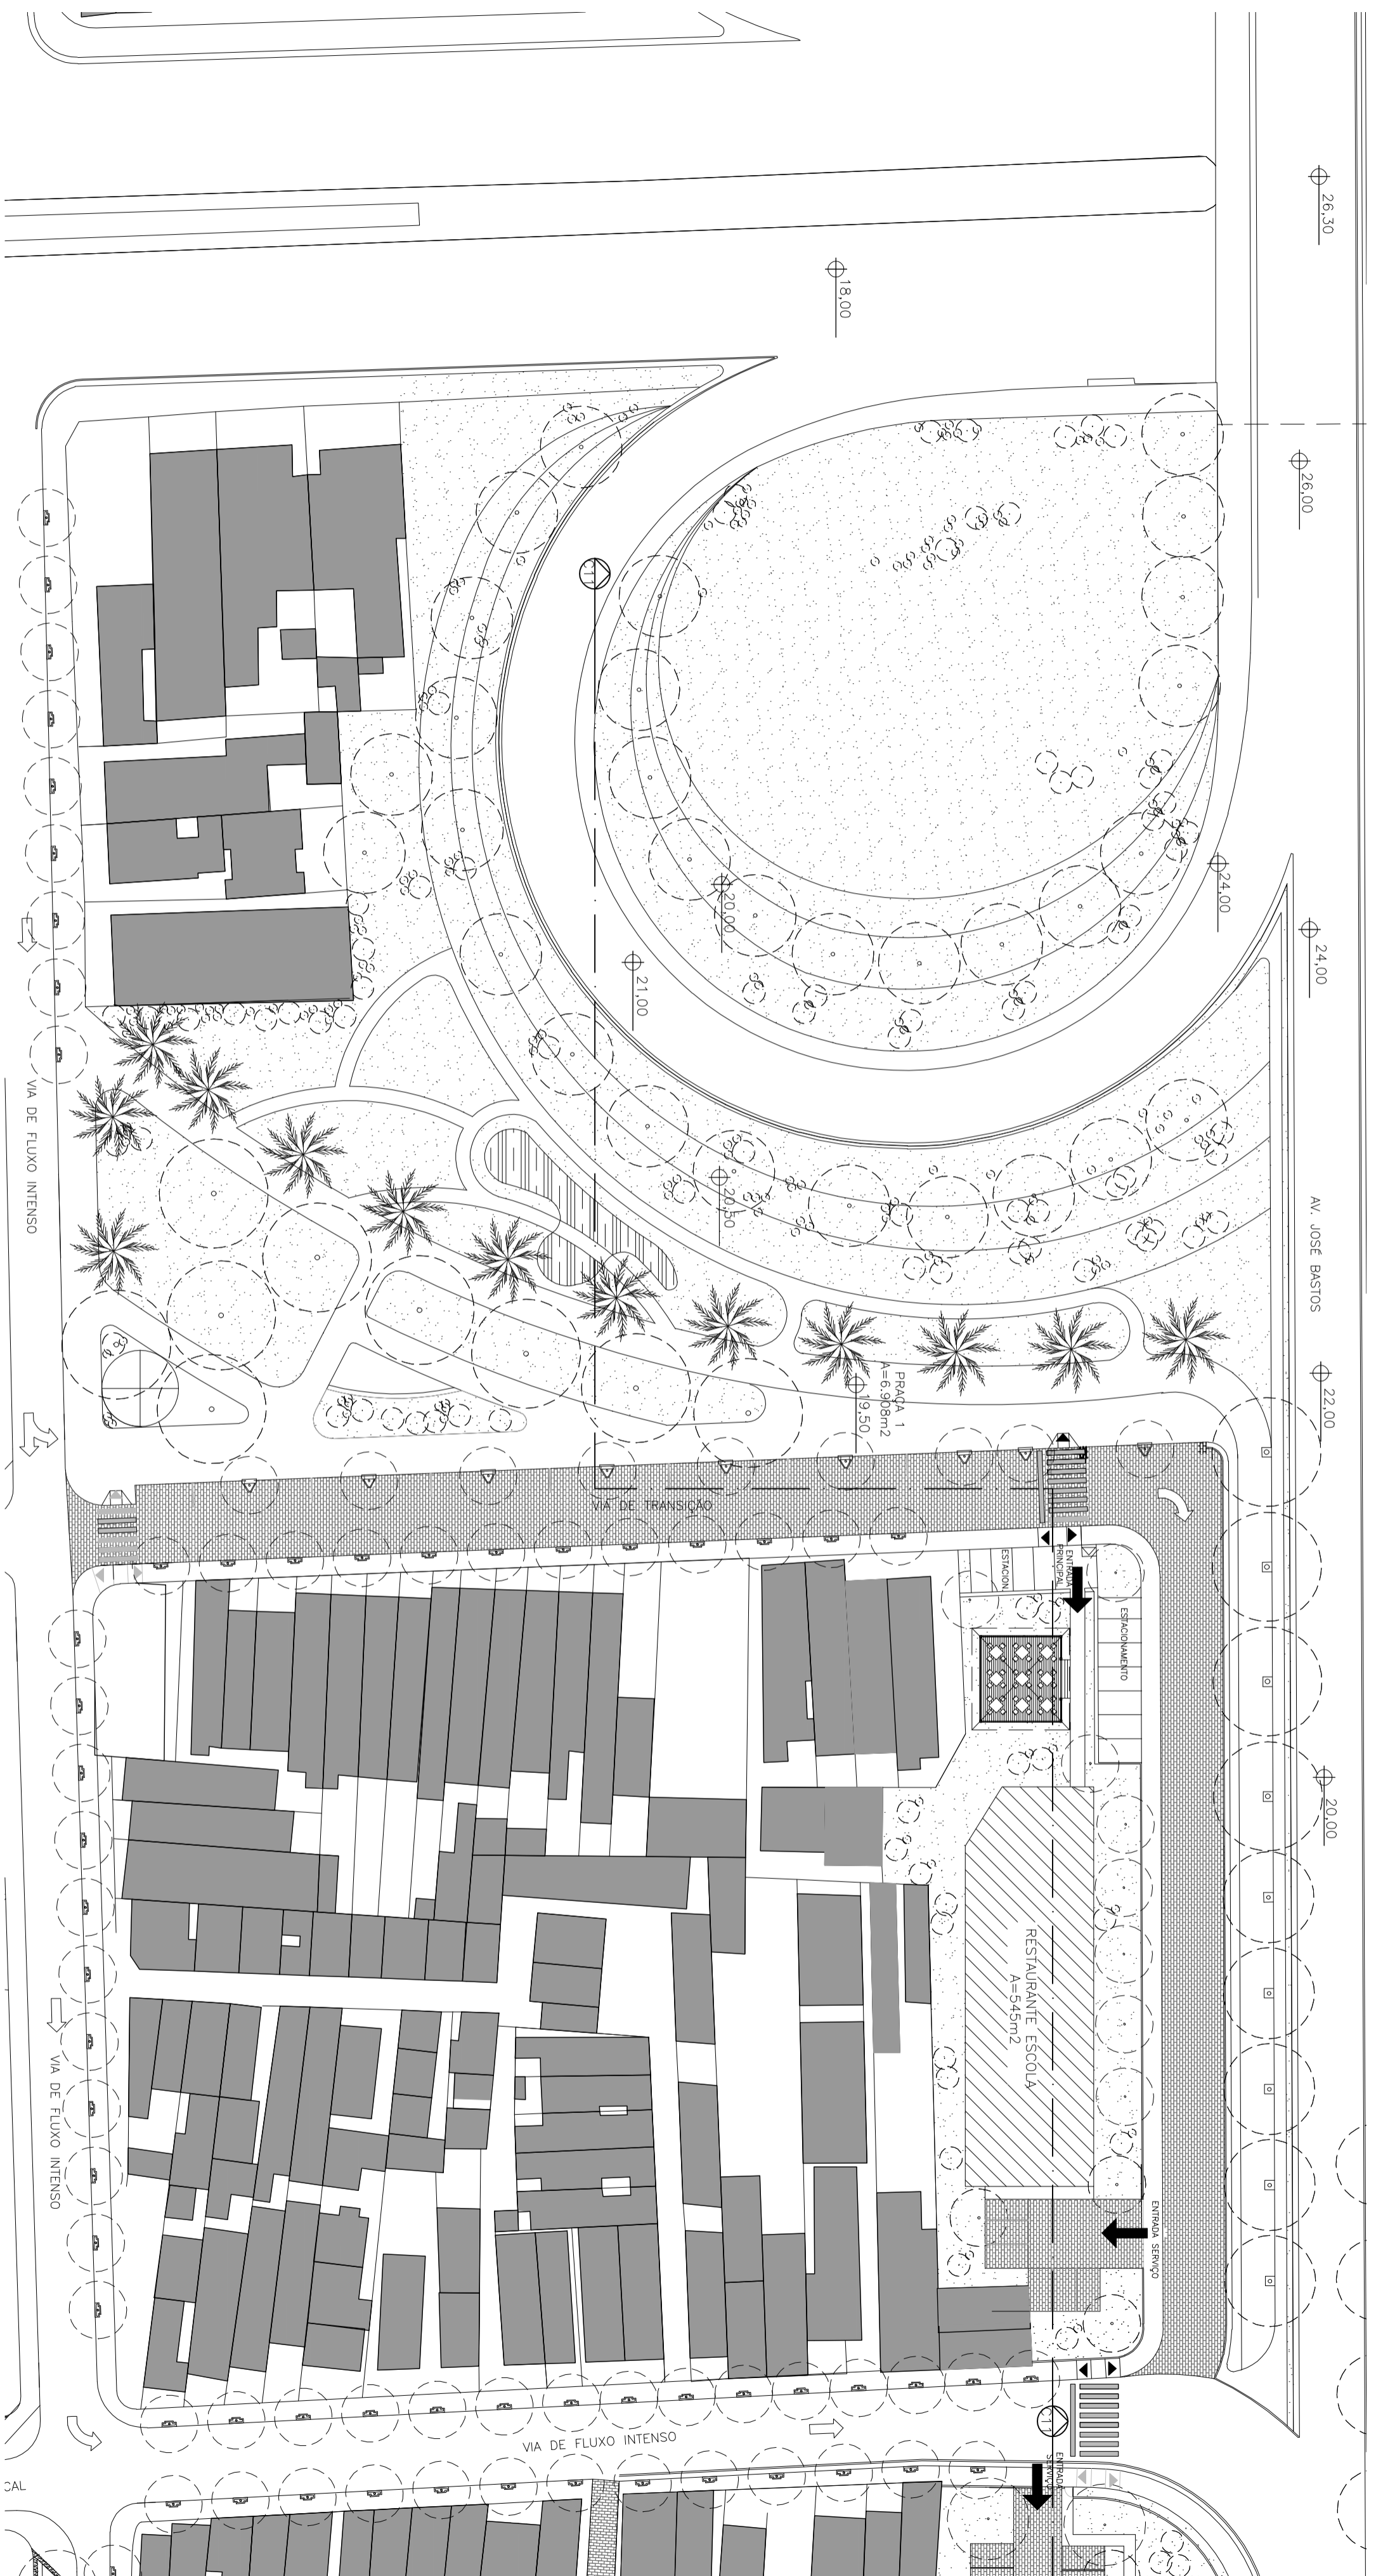 26,30
18,00
26,00
C11
24,00
20,00
24,00
21,00
VIA DE FLUXO INTENSO
20,50
AV. JOSÉ BASTOS
PRAÇA 1
A=6.908m2
19,50
22,00
VIA DE TRANSIÇÃO
ENTRADA
PRINCIPAL
ESTACION.
ESTACIONAMENTO
20,00
RESTAURANTE ESCOLA
A=545m2
VIA DE FLUXO INTENSO
ENTRADA SERVIÇO
C11
VIA DE FLUXO INTENSO
ENTRADA
SERVIÇO
CAL